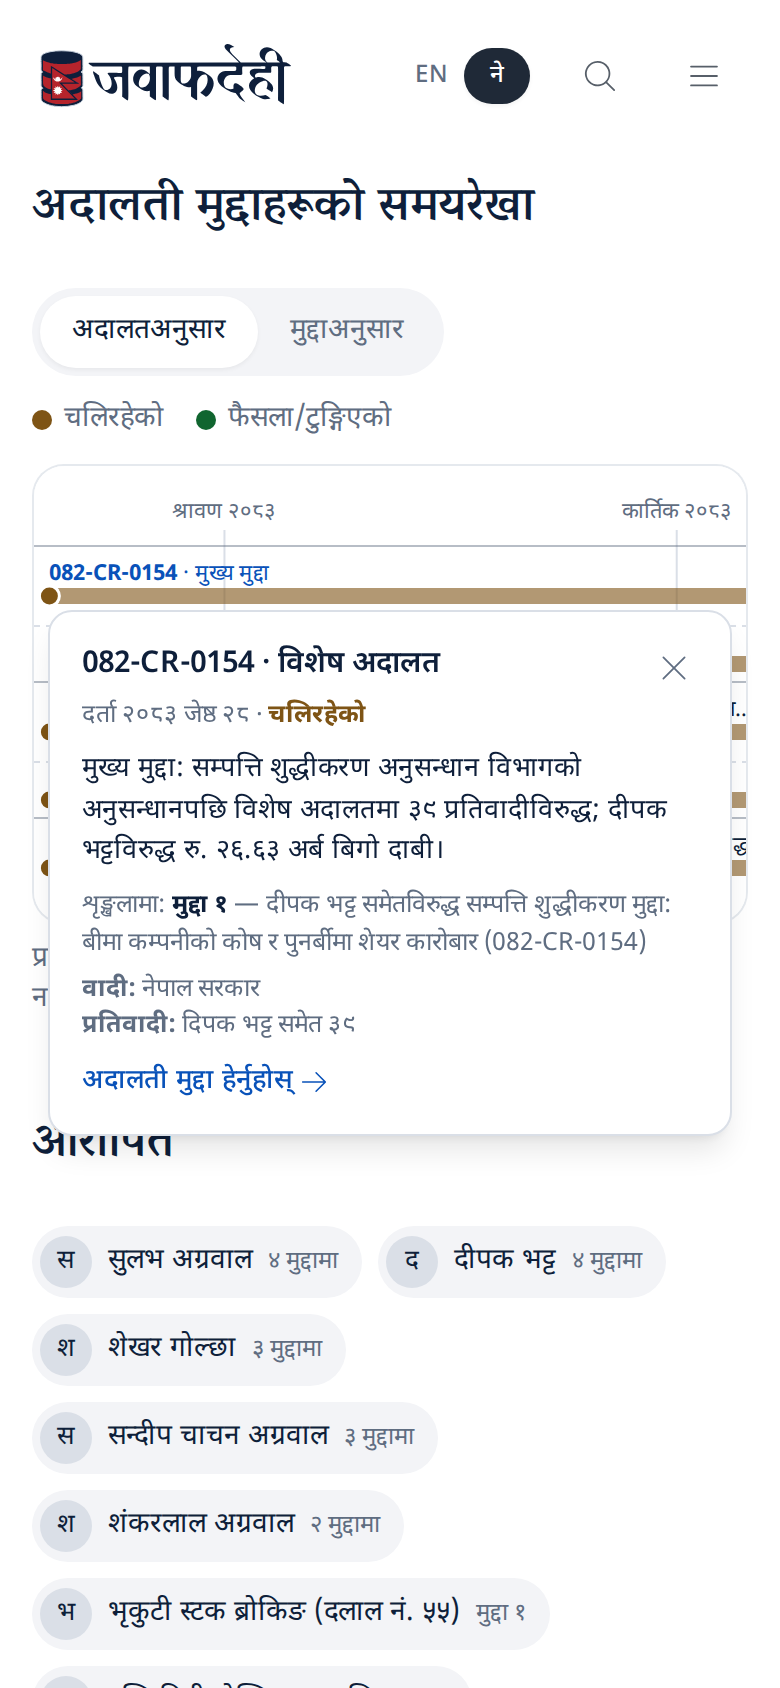 जवाफदेही
EN ने
अदालती मुद्दाहरूको समयरेखा
अदालतअनुसार मुद्दाअनुसार
चलिरहेको फैसला/टुङ्गिएको
श्रावण २०८३ कार्तिक २०८३
082-CR-0154 · मुख्य मुद्दा
082-CR-0154 · विशेष अदालत
दर्ता २०८३ जेष्ठ २८ · चलिरहेको
मुख्य मुद्दा: सम्पत्ति शुद्धीकरण अनुसन्धान विभागको
अनुसन्धानपछि विशेष अदालतमा ३९ प्रतिवादीविरुद्ध; दीपक
भट्टविरुद्ध रु. २६.६३ अर्ब बिगो दाबी।
शृङ्खलामा: मुद्दा १ — दीपक भट्ट समेतविरुद्ध सम्पत्ति शुद्धीकरण मुद्दा:
बीमा कम्पनीको कोष र पुनर्बीमा शेयर कारोबार (082-CR-0154)
वादी: नेपाल सरकार
प्रतिवादी: दिपक भट्ट समेत ३९
अदालती मुद्दा हेर्नुहोस् →
आरोपित
स सुलभ अग्रवाल ४ मुद्दामा द दीपक भट्ट ४ मुद्दामा
श शेखर गोल्छा ३ मुद्दामा
स सन्दीप चाचन अग्रवाल ३ मुद्दामा
श शंकरलाल अग्रवाल २ मुद्दामा
भ भृकुटी स्टक ब्रोकिङ (दलाल नं. ५५) मुद्दा १